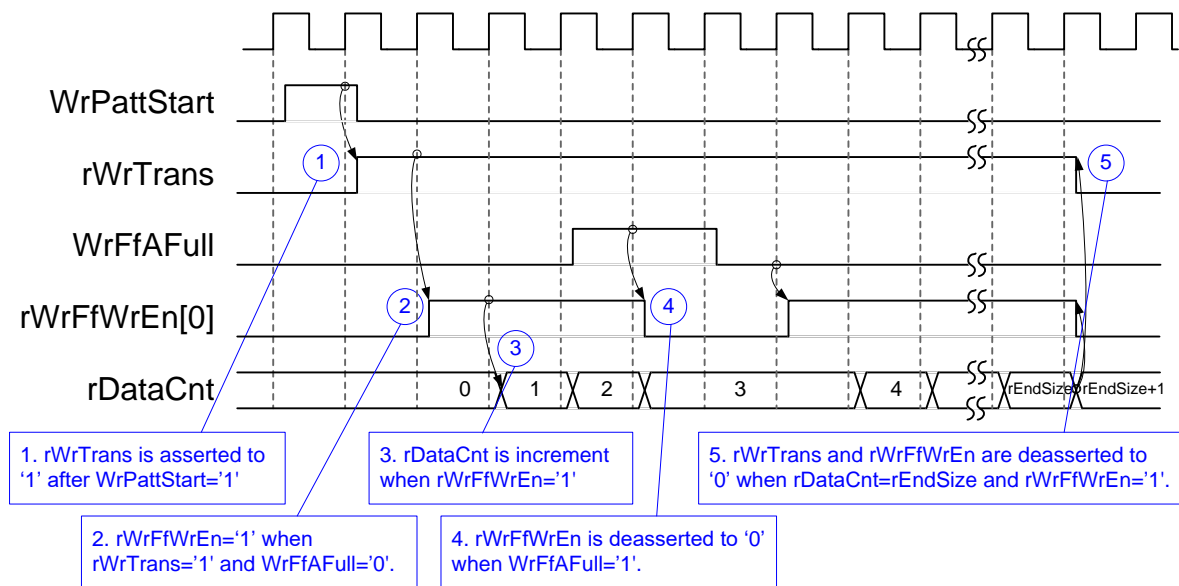 WrPattStart
rWrTrans
1
5
WrFfAFull
rWrFfWrEn[0]
2
4
3
rDataCnt
0
1
2
3
4
rEndSize
rEndSize+1
1. rWrTrans is asserted to
‘1’ after WrPattStart='1'
3. rDataCnt is increment
when rWrFfWrEn='1'
5. rWrTrans and rWrFfWrEn are deasserted to
‘0’ when rDataCnt=rEndSize and rWrFfWrEn='1'.
2. rWrFfWrEn=‘1’ when
rWrTrans='1' and WrFfAFull='0'.
4. rWrFfWrEn is deasserted to ‘0’
when WrFfAFull='1'.